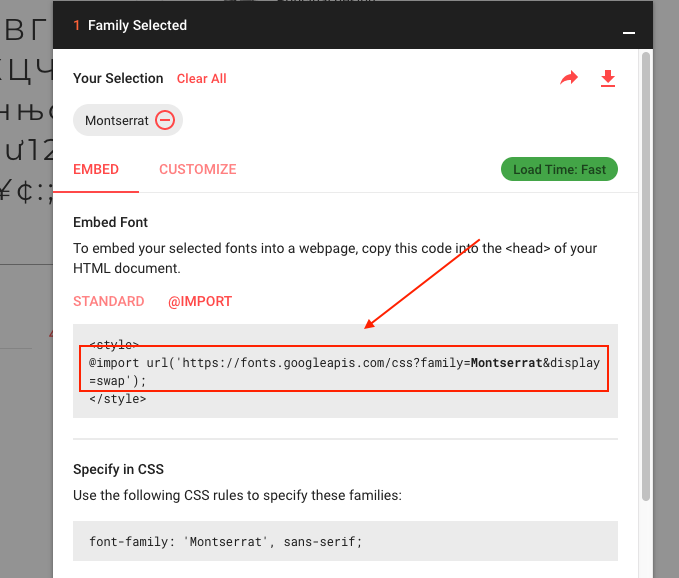 1 Family Selected
Your Selection Clear All
Montserrat
EMBED CUSTOMIZE Load Time: Fast
Embed Font
To embed your selected fonts into a webpage, copy this code into the <head> of your
HTML document.
STANDARD @IMPORT
<style>
@import url('https://fonts.googleapis.com/css?family=Montserrat&display
=swap');
</style>
Specify in CSS
Use the following CSS rules to specify these families:
font-family: 'Montserrat', sans-serif;